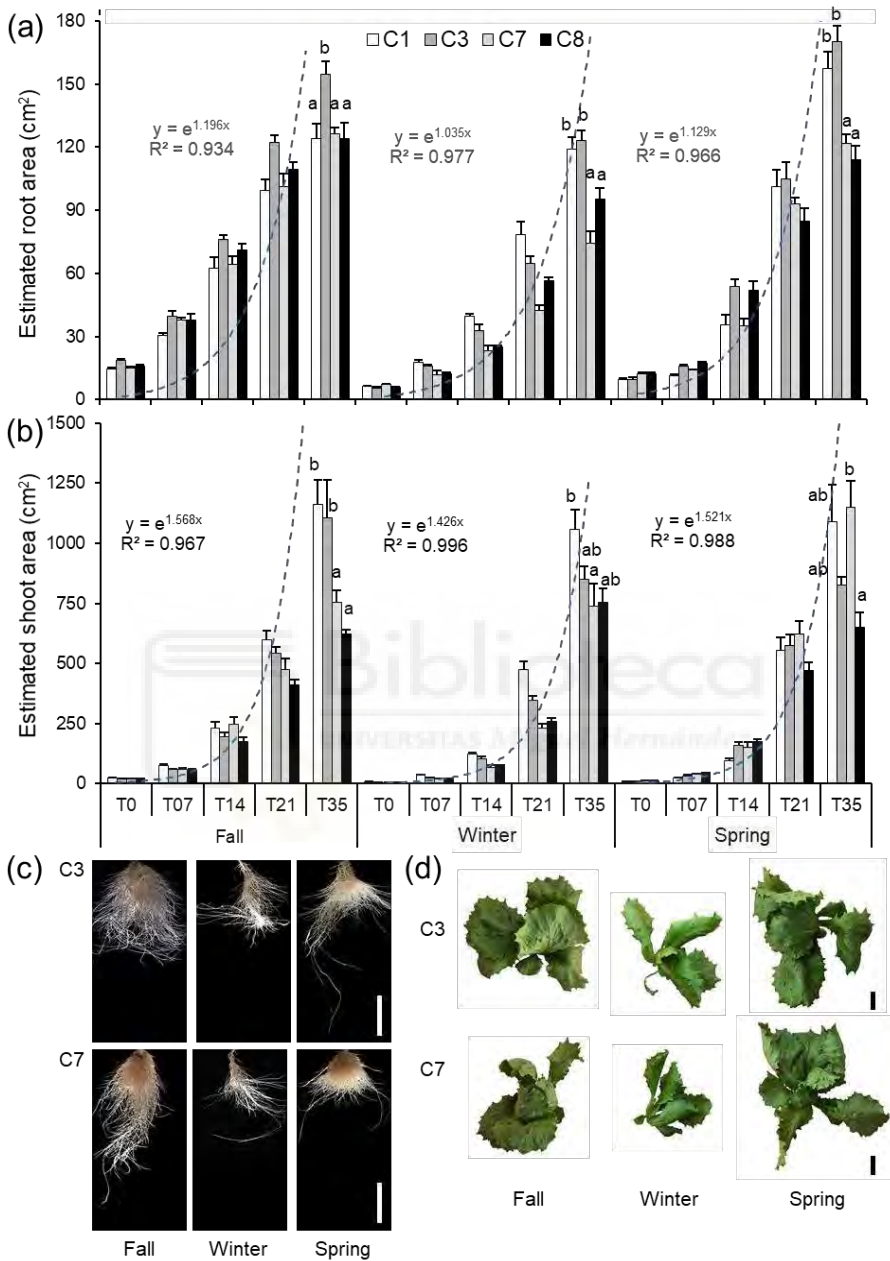 (a)
180
150
120
90
60
30
0
Estimated root area (cm²)
C1 C3 C7 C8
y = e^1.196x
R² = 0.934
y = e^1.035x
R² = 0.977
y = e^1.129x
R² = 0.966
a b a a
b b a a
b b a a
(b)
1500
1250
1000
750
500
250
0
Estimated shoot area (cm²)
y = e^1.568x
R² = 0.967
y = e^1.426x
R² = 0.996
y = e^1.521x
R² = 0.988
b b a a
b ab a ab
ab ab b a
Biblioteca
UNIVERSITAS Miguel Hernández
T0 T07 T14 T21 T35 T0 T07 T14 T21 T35 T0 T07 T14 T21 T35
Fall Winter Spring
(c)
C3
C7
Fall Winter Spring
(d)
C3
C7
Fall Winter Spring